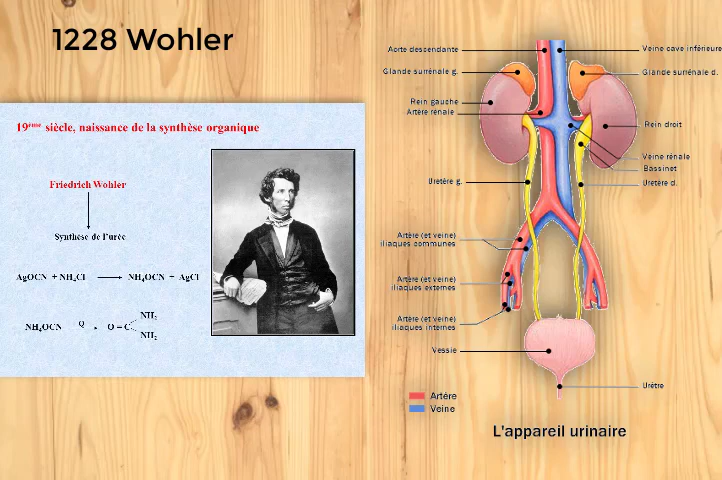 1228 Wohler
19ème siècle, naissance de la synthèse organique
Friedrich Wohler
Synthèse de l'urée
AgOCN + NH4Cl → NH4OCN + AgCl
NH4OCN Q O = C NH2 NH2
Aorte descendante
Glande surrénale g.
Rein gauche
Artère rénale
Uretère g.
Artère (et veine)
iliaques communes
Artère (et veine)
iliaques externes
Artère (et veine)
iliaques internes
Vessie
Veine cave inférieure
Glande surrénale d.
Rein droit
Veine rénale
Bassinet
Uretère d.
Urètre
Artère
Veine
L'appareil urinaire